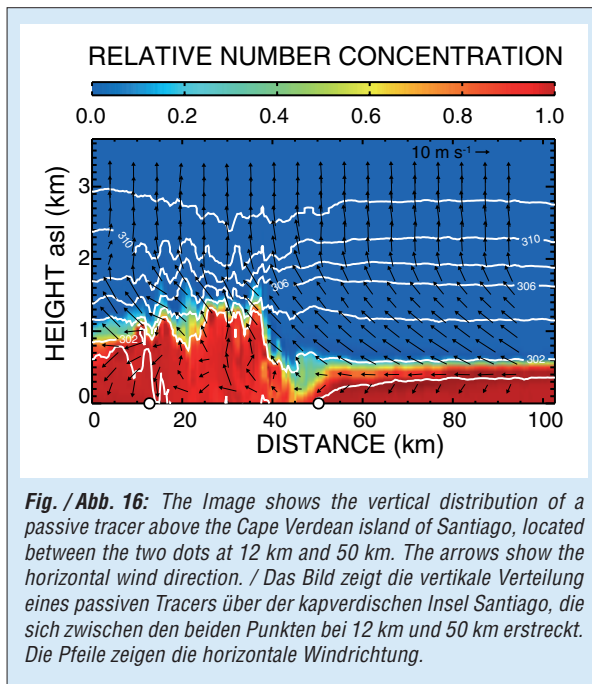 RELATIVE NUMBER CONCENTRATION
0.0 0.2 0.4 0.6 0.8 1.0
10 m s⁻¹ →
3
2
1
0
HEIGHT asl (km)
310
310
306
306
302
302
0 20 40 60 80 100
DISTANCE (km)
Fig. / Abb. 16: The Image shows the vertical distribution of a
passive tracer above the Cape Verdean island of Santiago, located
between the two dots at 12 km and 50 km. The arrows show the
horizontal wind direction. / Das Bild zeigt die vertikale Verteilung
eines passiven Tracers über der kapverdischen Insel Santiago, die
sich zwischen den beiden Punkten bei 12 km und 50 km erstreckt.
Die Pfeile zeigen die horizontale Windrichtung.